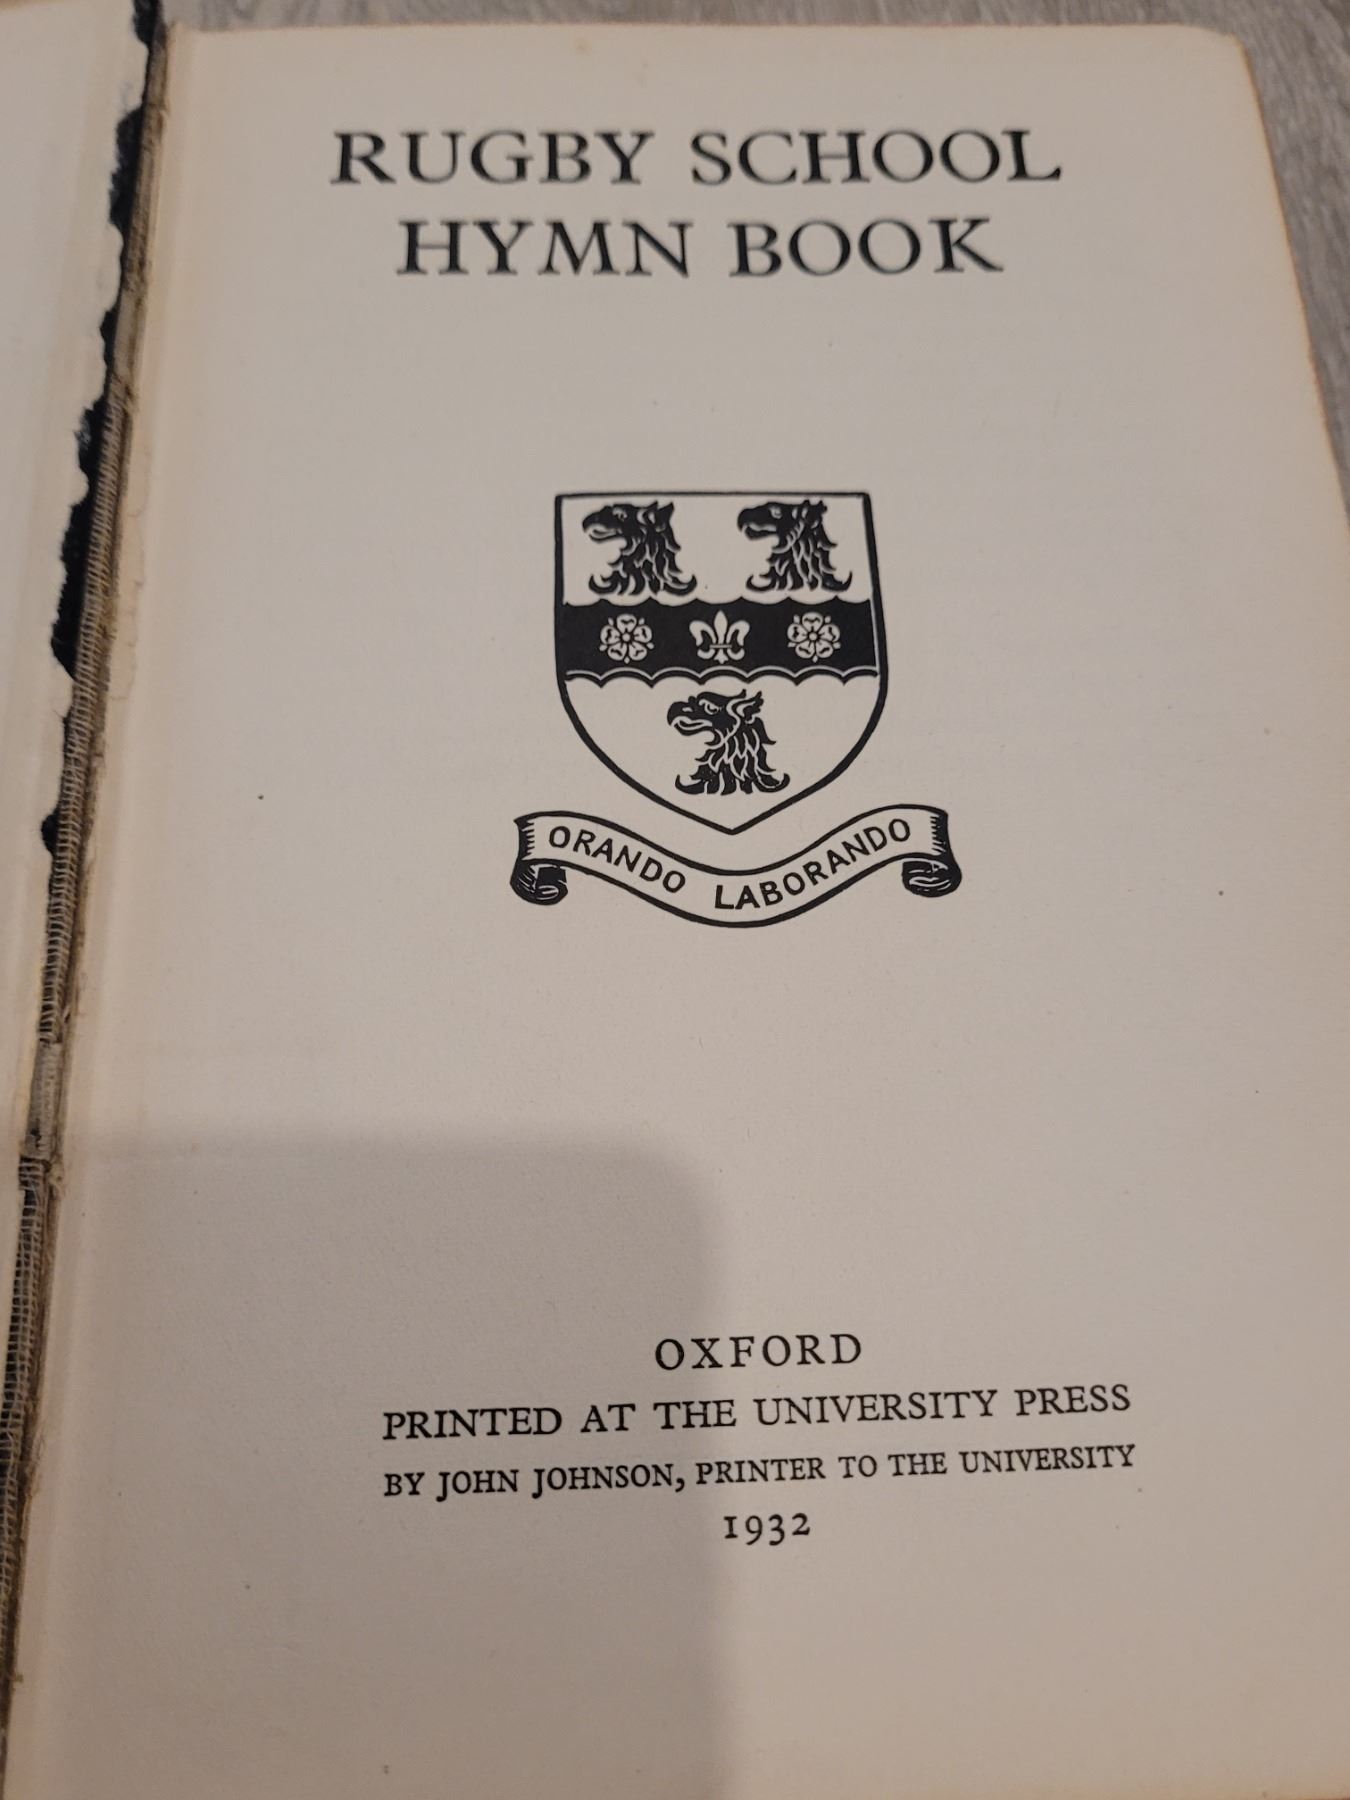 RUGBY SCHOOL
HYMN BOOK
ORANDO LABORANDO
OXFORD
PRINTED AT THE UNIVERSITY PRESS
BY JOHN JOHNSON, PRINTER TO THE UNIVERSITY
1932